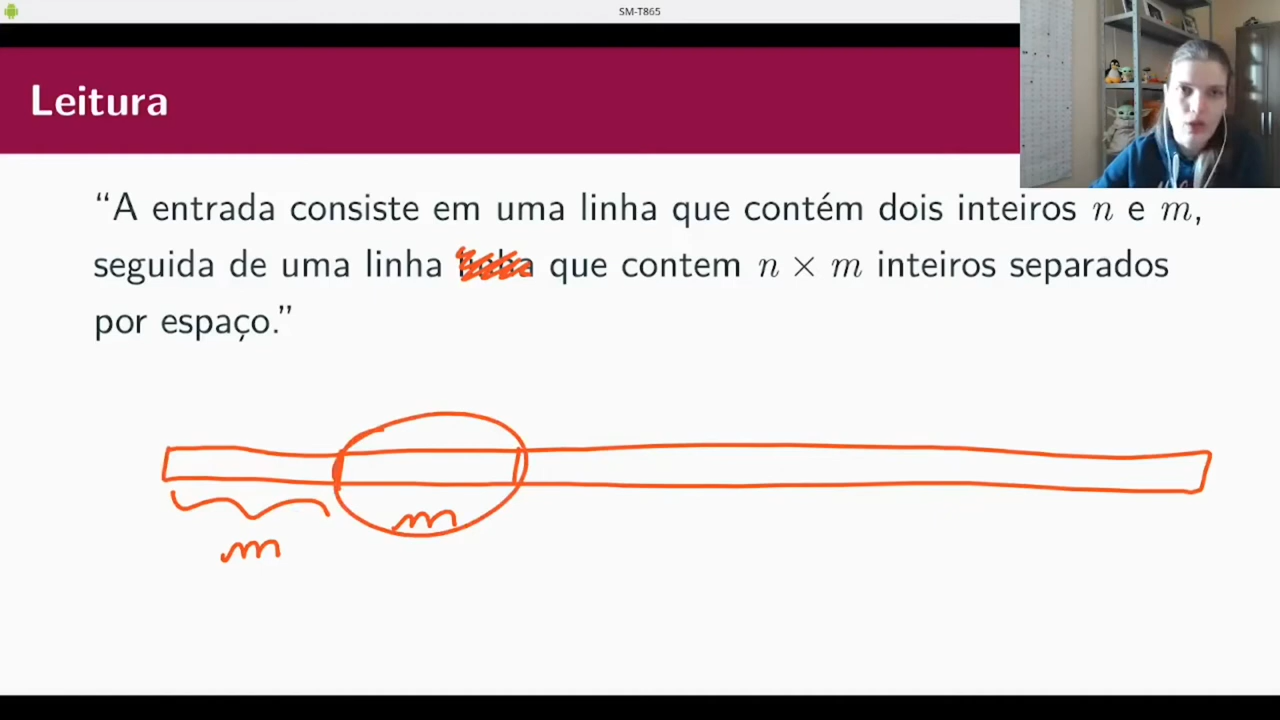 SM-T865
Leitura
“A entrada consiste em uma linha que contém dois inteiros n e m,
seguida de uma linha que contem n × m inteiros separados
por espaço.”
m
m